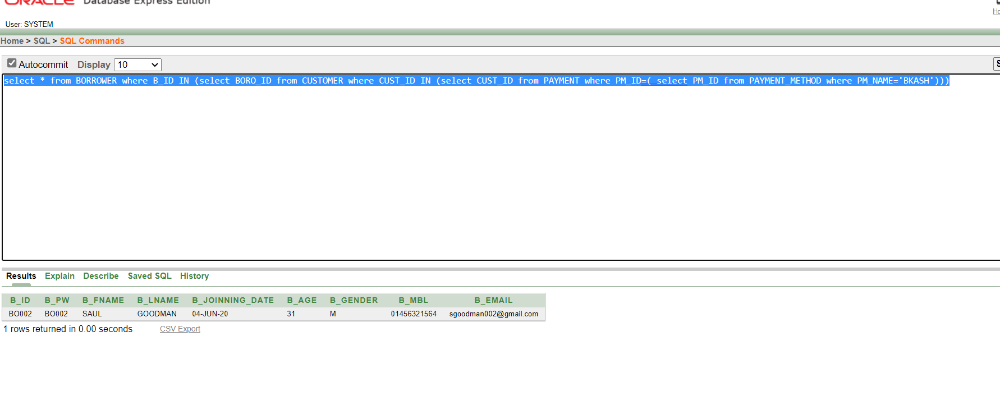 ORACLE Database Express Edition
Ho
User: SYSTEM
Home > SQL > SQL Commands
Autocommit Display 10
select * from BORROWER where B_ID IN (select BORO_ID from CUSTOMER where CUST_ID IN (select CUST_ID from PAYMENT where PM_ID=( select PM_ID from PAYMENT_METHOD where PM_NAME='BKASH')))
Results Explain Describe Saved SQL History
B_ID B_PW B_FNAME B_LNAME B_JOINNING_DATE B_AGE B_GENDER B_MBL B_EMAIL
BO002 BO002 SAUL GOODMAN 04-JUN-20 31 M 01456321564 sgoodman002@gmail.com
1 rows returned in 0.00 seconds CSV Export